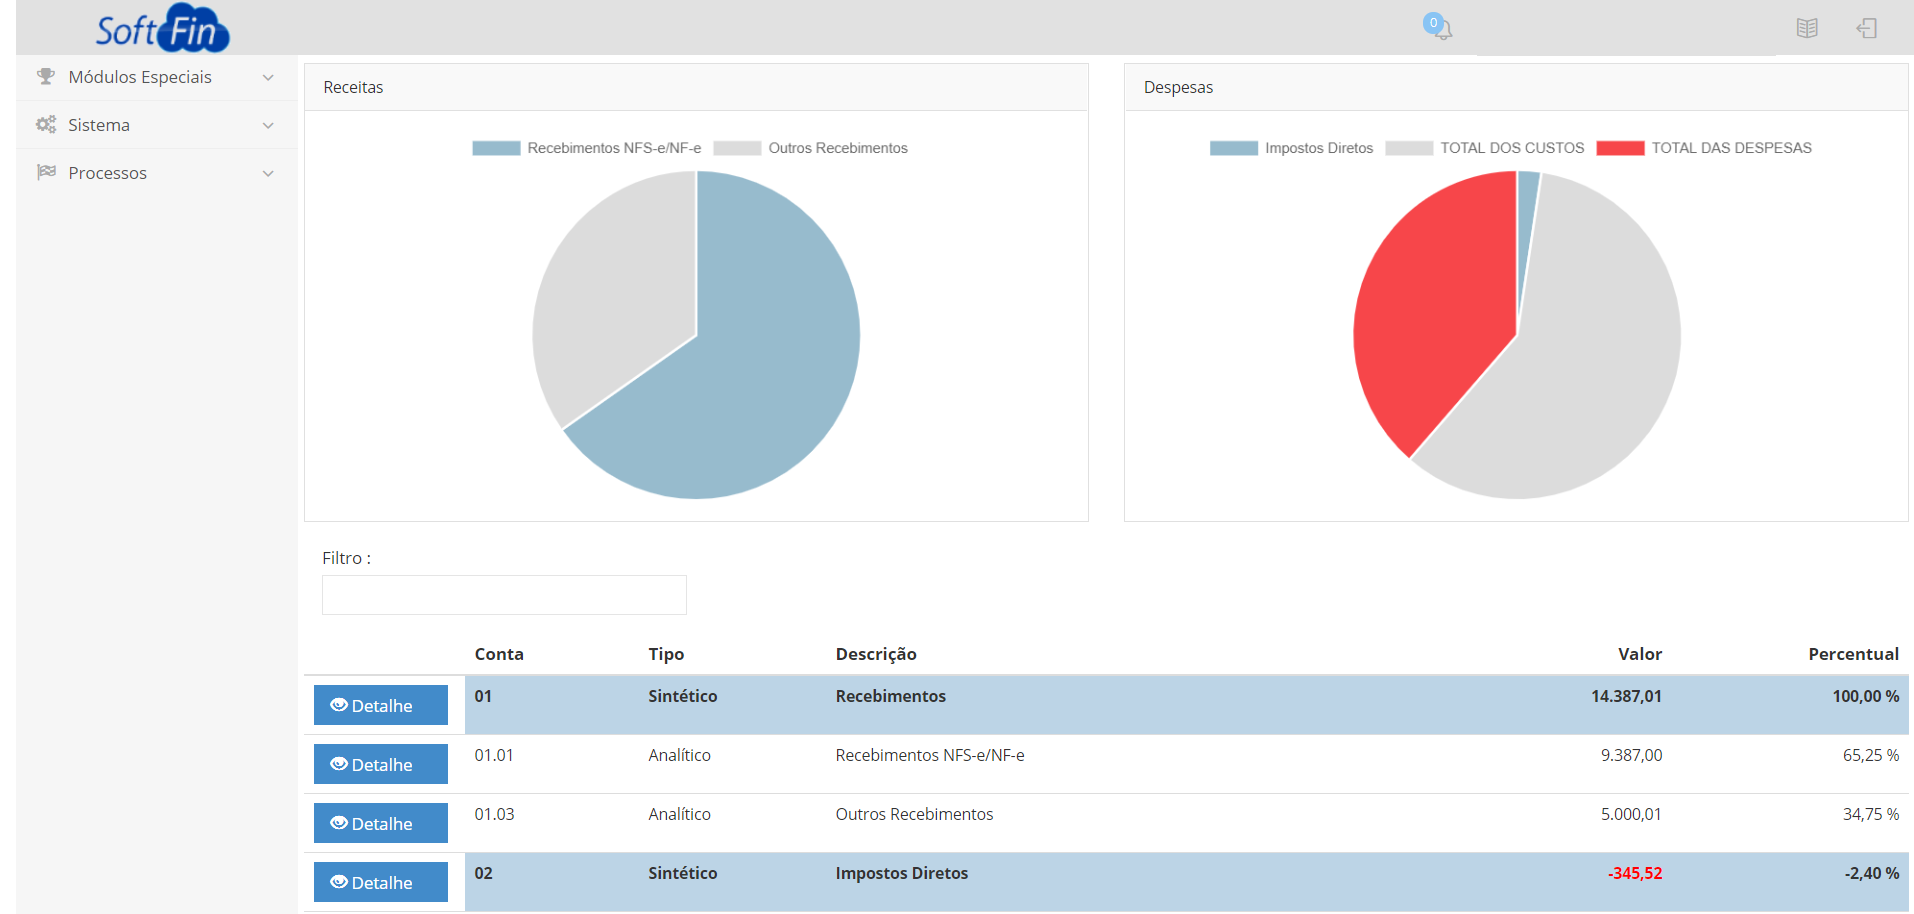 SoftFin
0
Módulos Especiais
Sistema
Processos
Receitas
Recebimentos NFS-e/NF-e Outros Recebimentos
Despesas
Impostos Diretos TOTAL DOS CUSTOS TOTAL DAS DESPESAS
Filtro :
Conta Tipo Descrição Valor Percentual
Detalhe 01 Sintético Recebimentos 14.387,01 100,00 %
Detalhe 01.01 Analítico Recebimentos NFS-e/NF-e 9.387,00 65,25 %
Detalhe 01.03 Analítico Outros Recebimentos 5.000,01 34,75 %
Detalhe 02 Sintético Impostos Diretos -345,52 -2,40 %